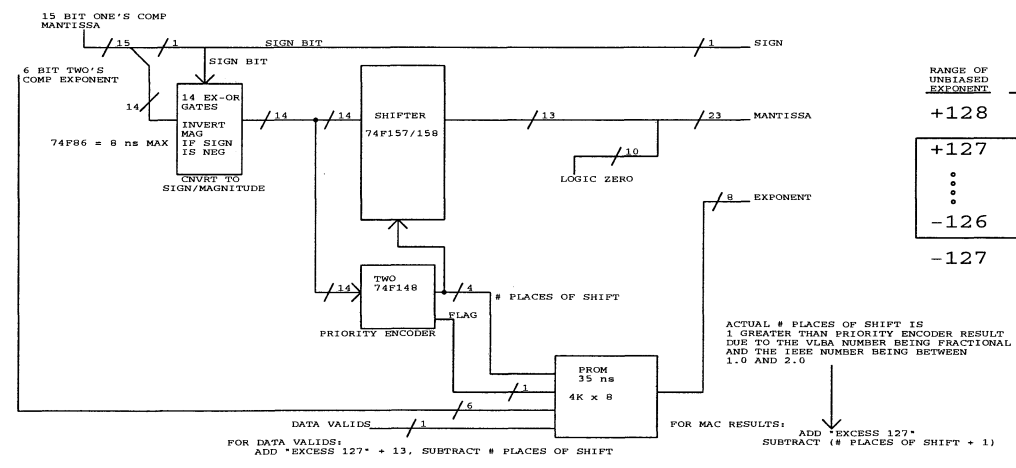 15 BIT ONE'S COMP
MANTISSA
15
1
SIGN BIT
1
SIGN
SIGN BIT
6 BIT TWO'S
COMP EXPONENT
14
14 EX-OR
GATES
INVERT
MAG
IF SIGN
IS NEG
74F86 = 8 ns MAX
CNVRT TO
SIGN/MAGNITUDE
14
14
SHIFTER
74F157/158
13
23
MANTISSA
10
LOGIC ZERO
8
EXPONENT
RANGE OF
UNBIASED
EXPONENT
+128
+127
-126
-127
14
TWO
74F148
4
# PLACES OF SHIFT
FLAG
PRIORITY ENCODER
1
6
DATA VALIDS
1
PROM
35 ns
4K x 8
ACTUAL # PLACES OF SHIFT IS
1 GREATER THAN PRIORITY ENCODER RESULT
DUE TO THE VLBA NUMBER BEING FRACTIONAL
AND THE IEEE NUMBER BEING BETWEEN
1.0 AND 2.0
FOR MAC RESULTS:
ADD "EXCESS 127"
SUBTRACT (# PLACES OF SHIFT + 1)
FOR DATA VALIDS:
ADD "EXCESS 127" + 13, SUBTRACT # PLACES OF SHIFT